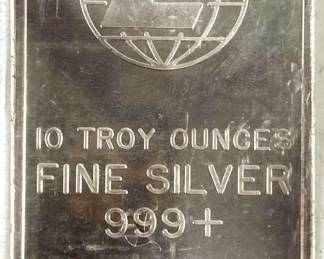 10 TROY OUNCES
FINE SILVER
999+